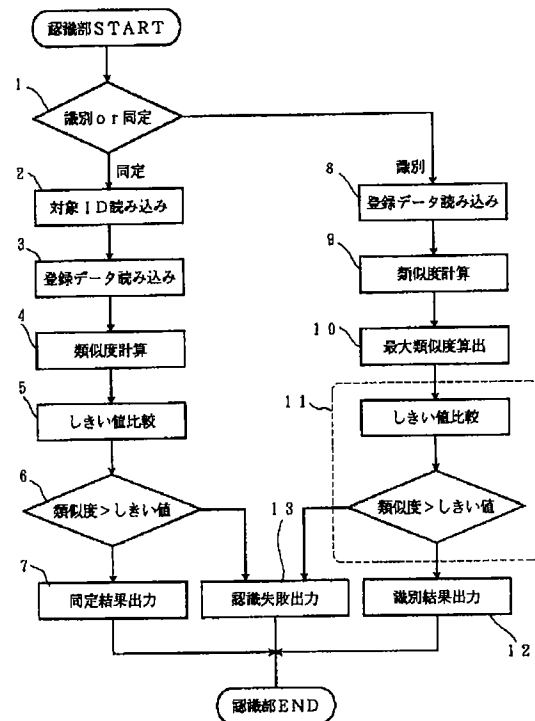 認識部START
1
識別or同定
同定
識別
2
対象ID読み込み
3
登録データ読み込み
4
類似度計算
5
しきい値比較
6
類似度>しきい値
7
同定結果出力
8
登録データ読み込み
9
類似度計算
10
最大類似度算出
11
しきい値比較
類似度>しきい値
13
認識失敗出力
識別結果出力
12
認識部END